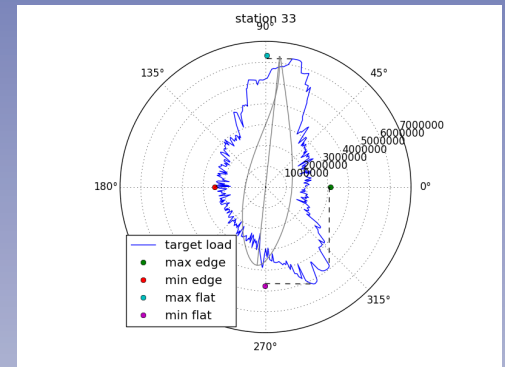 station 33
90°
135°
45°
7000000
6000000
5000000
4000000
3000000
2000000
1000000
180°
0°
target load
max edge
min edge
max flat
min flat
315°
270°